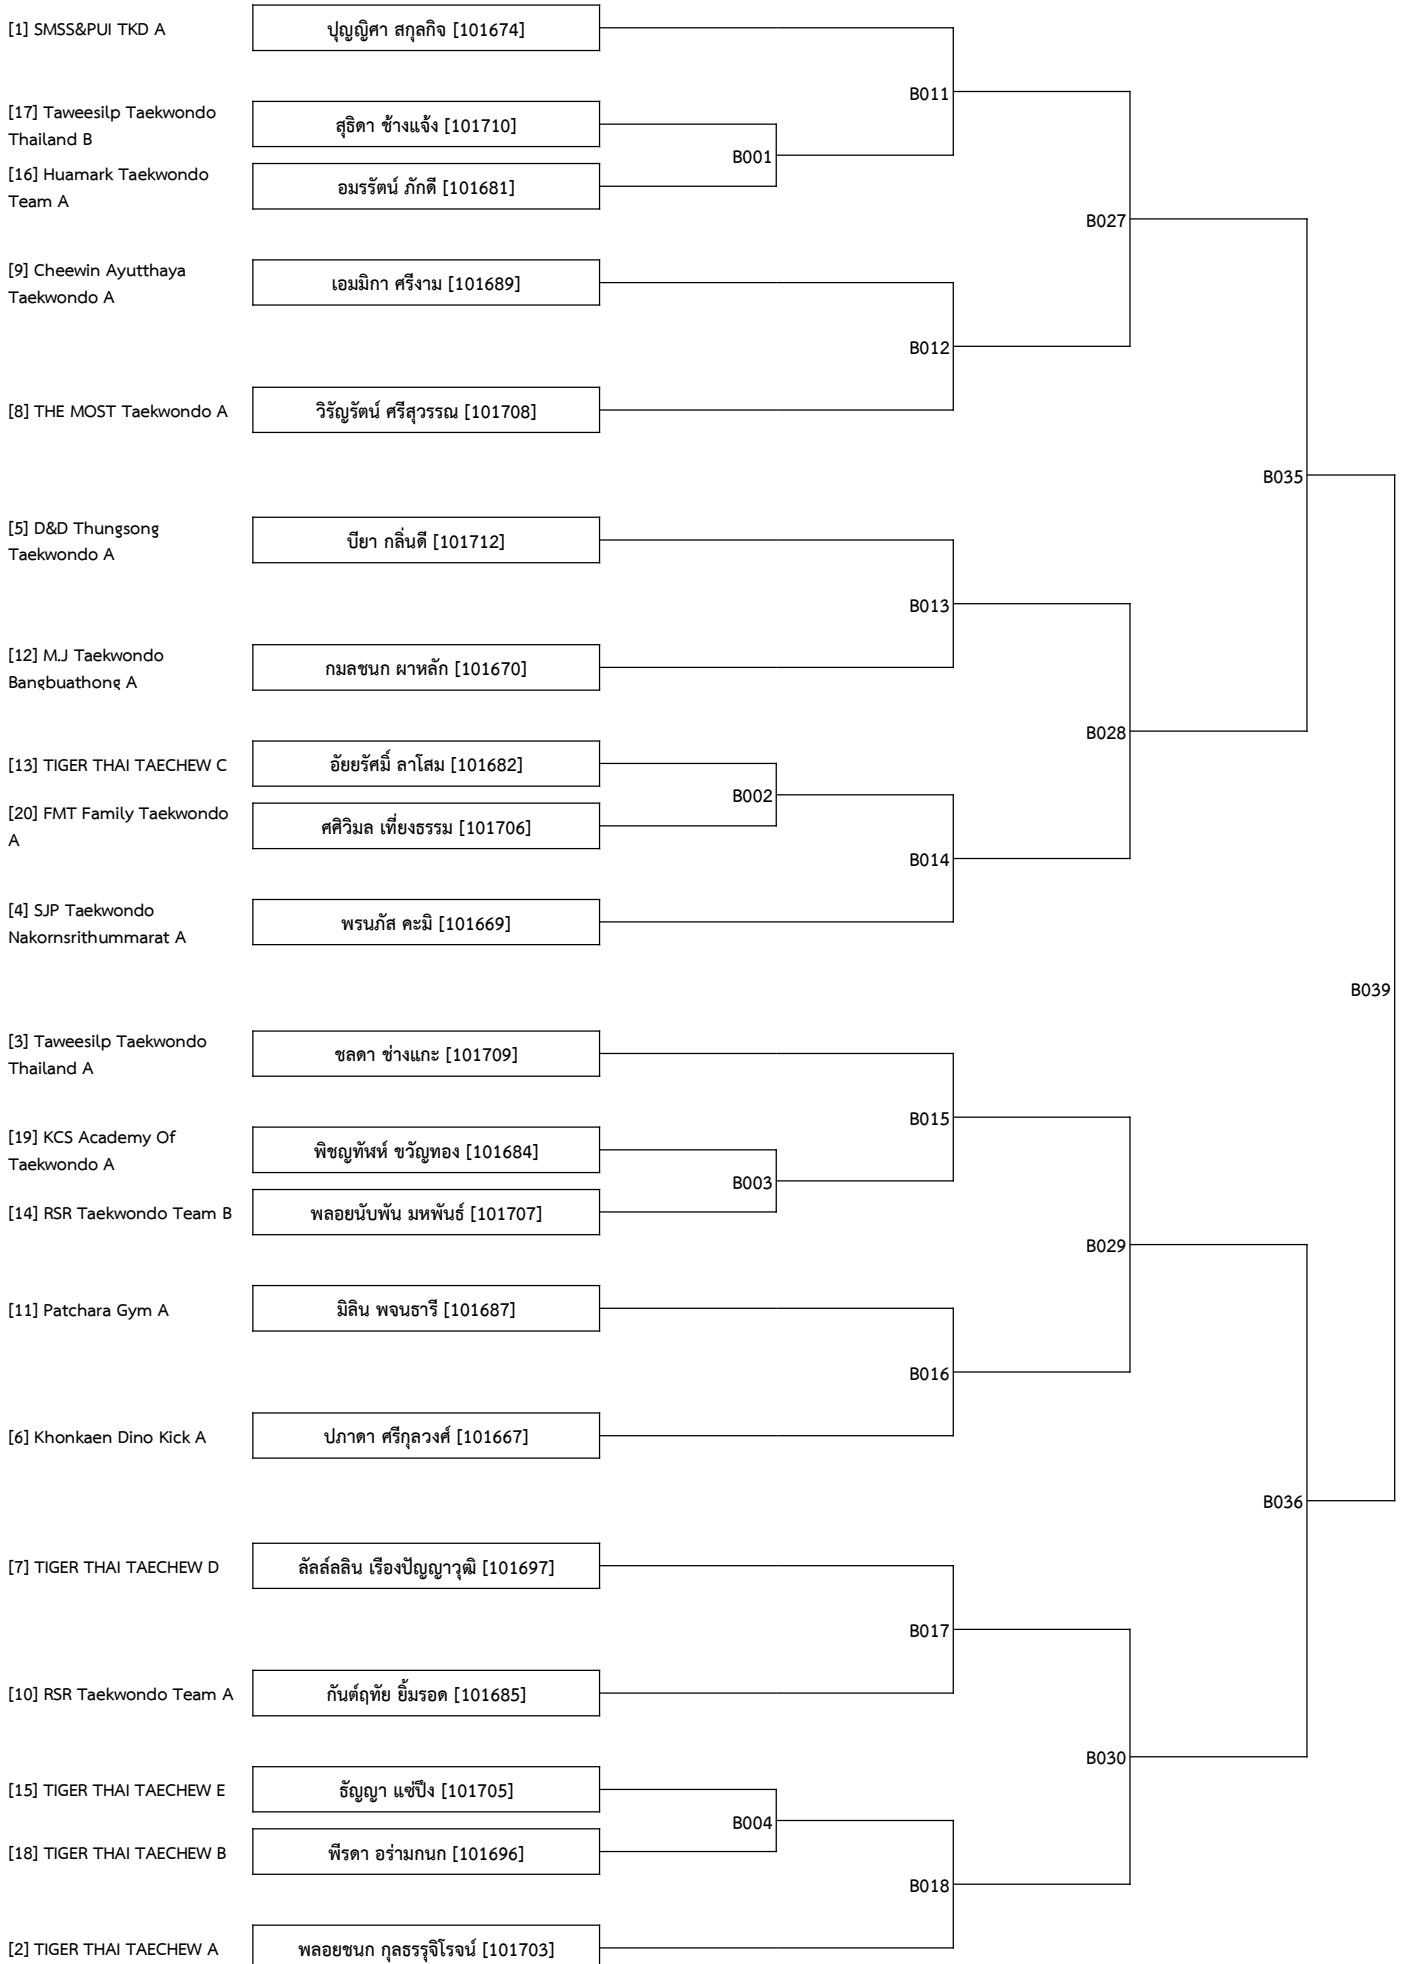 [1] SMSS&PUI TKD A
ปุญญิศา สกุลกิจ [101674]
B011
[17] Taweesilp Taekwondo
Thailand B
สุธิดา ช้างแจ้ง [101710]
B001
[16] Huamark Taekwondo
Team A
อมรรัตน์ ภักดี [101681]
B027
[9] Cheewin Ayutthaya
Taekwondo A
เอมมิกา ศรีงาม [101689]
B012
[8] THE MOST Taekwondo A
วิรัญรัตน์ ศรีสุวรรณ [101708]
B035
[5] D&D Thungsong
Taekwondo A
บียา กลิ่นดี [101712]
B013
[12] M.J Taekwondo
Bangbuathong A
กมลชนก ผาหลัก [101670]
B028
[13] TIGER THAI TAECHEW C
อัยยรัศมิ์ ลาโสม [101682]
B002
[20] FMT Family Taekwondo
A
ศศิวิมล เที่ยงธรรม [101706]
B014
[4] SJP Taekwondo
Nakornsrithummarat A
พรนภัส คะมิ [101669]
B039
[3] Taweesilp Taekwondo
Thailand A
ชลดา ช่างแกะ [101709]
B015
[19] KCS Academy Of
Taekwondo A
พิชญทัฬห์ ขวัญทอง [101684]
B003
[14] RSR Taekwondo Team B
พลอยนับพัน มหพันธ์ [101707]
B029
[11] Patchara Gym A
มิลิน พจนธารี [101687]
B016
[6] Khonkaen Dino Kick A
ปภาดา ศรีกุลวงศ์ [101667]
B036
[7] TIGER THAI TAECHEW D
ลัลล์ลลิน เรืองปัญญาวุฒิ [101697]
B017
[10] RSR Taekwondo Team A
กันต์ฤทัย ยิ้มรอด [101685]
B030
[15] TIGER THAI TAECHEW E
ธัญญา แซ่ปึง [101705]
B004
[18] TIGER THAI TAECHEW B
พีรดา อร่ามกนก [101696]
B018
[2] TIGER THAI TAECHEW A
พลอยชนก กุลธรรุจิโรจน์ [101703]